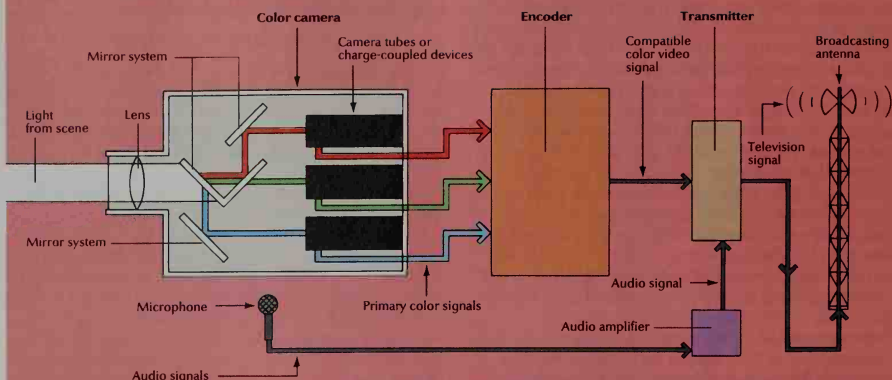 Color camera
Encoder
Transmitter
Mirror system
Camera tubes or
charge-coupled devices
Compatible
color video
signal
Broadcasting
antenna
Light
from scene
Lens
Television
signal
Mirror system
Primary color signals
Audio signal
Microphone
Audio amplifier
Audio signals